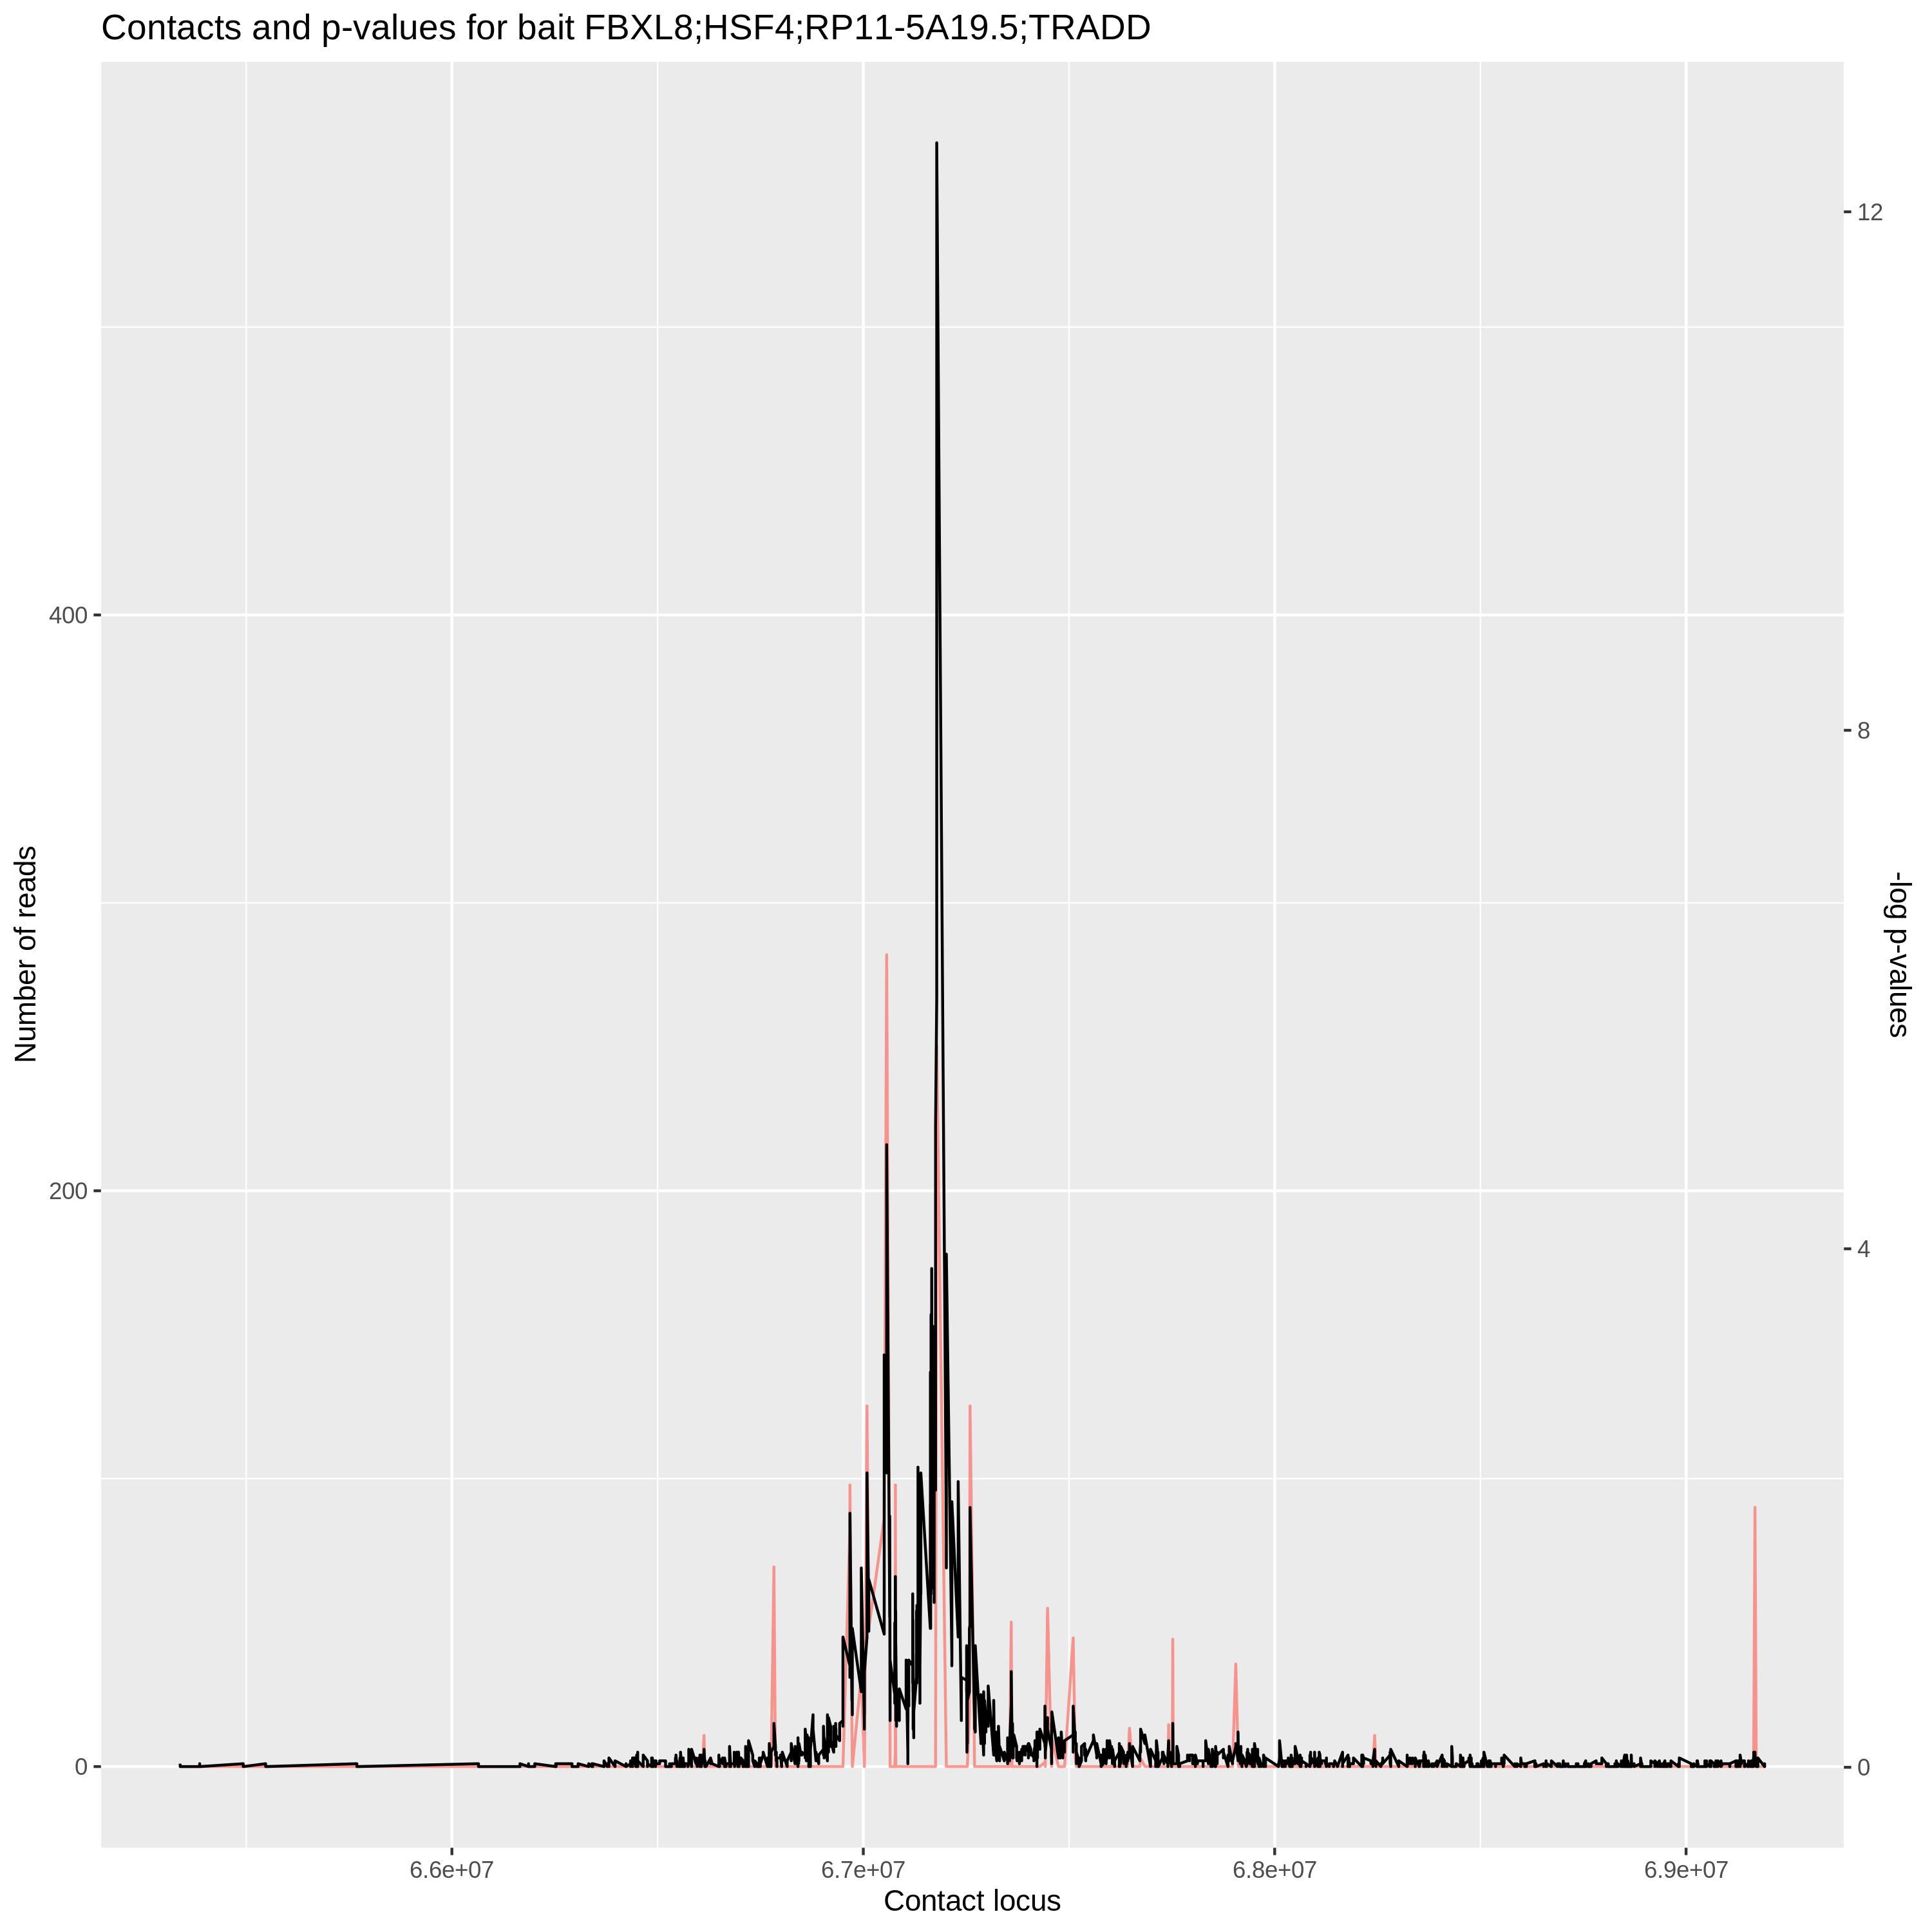 Contacts and p-values for bait FBXL8;HSF4;RP11-5A19.5;TRADD
12
400
8
Number of reads
-log p-values
200
4
0
0
6.6e+07
6.7e+07
6.8e+07
6.9e+07
Contact locus